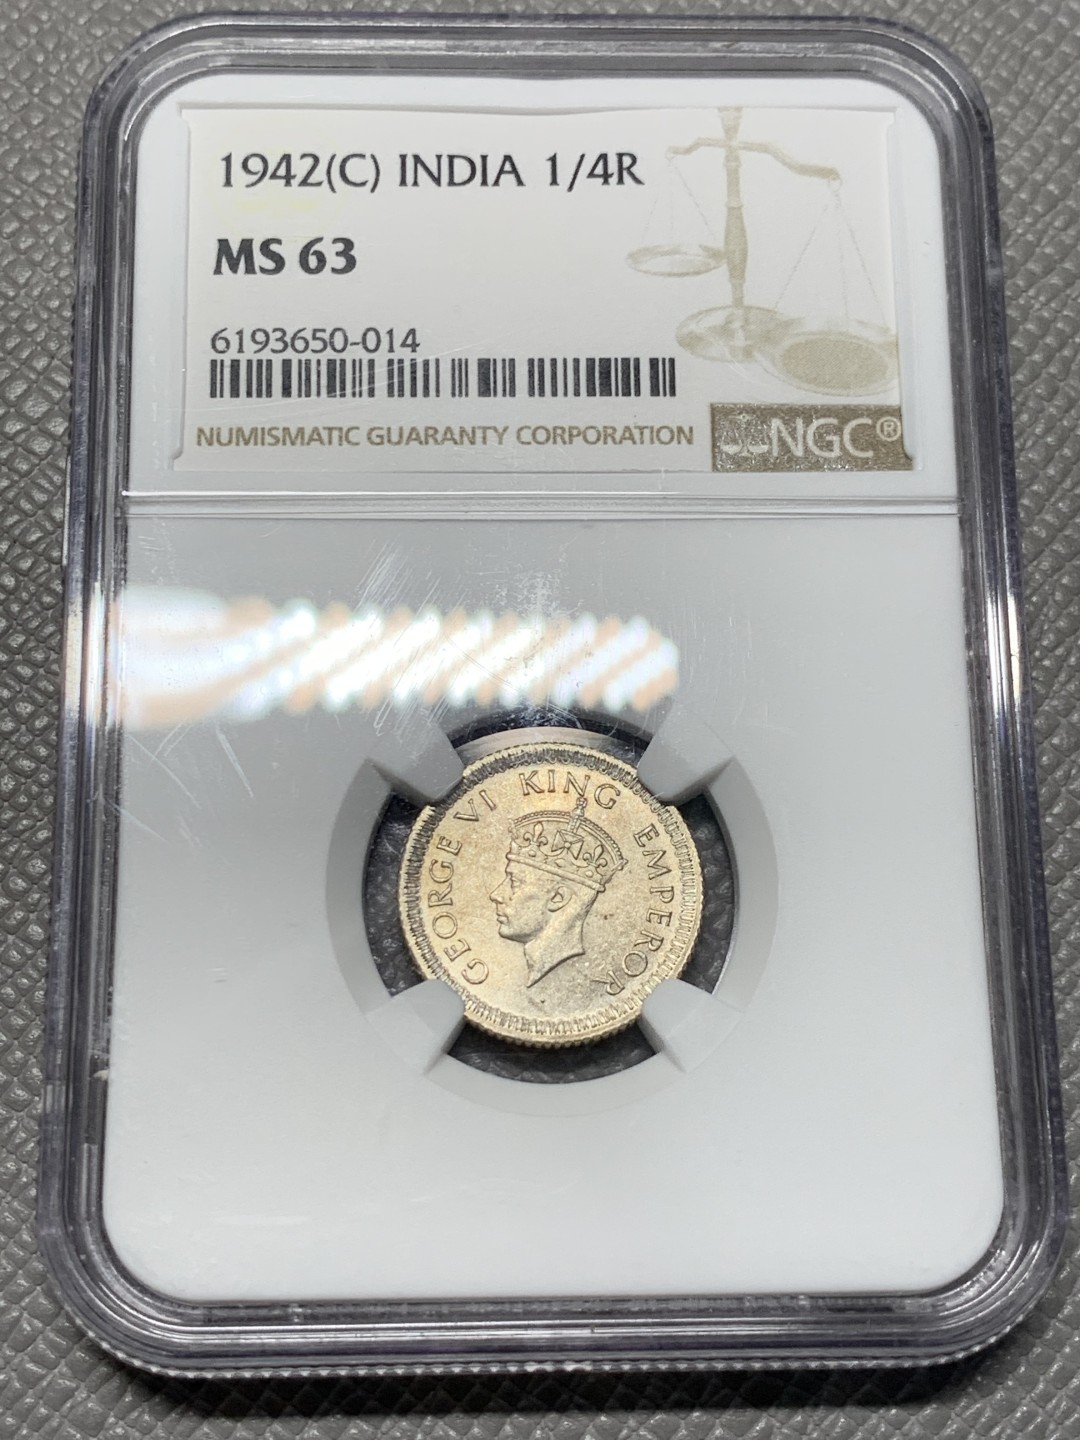 1942(C) INDIA 1/4R
MS 63
6193650-014
NUMISMATIC GUARANTY CORPORATION
NGC®
GEORGE VI KING EMPEROR